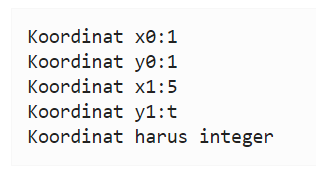 Koordinat x0:1
Koordinat y0:1
Koordinat x1:5
Koordinat y1:t
Koordinat harus integer